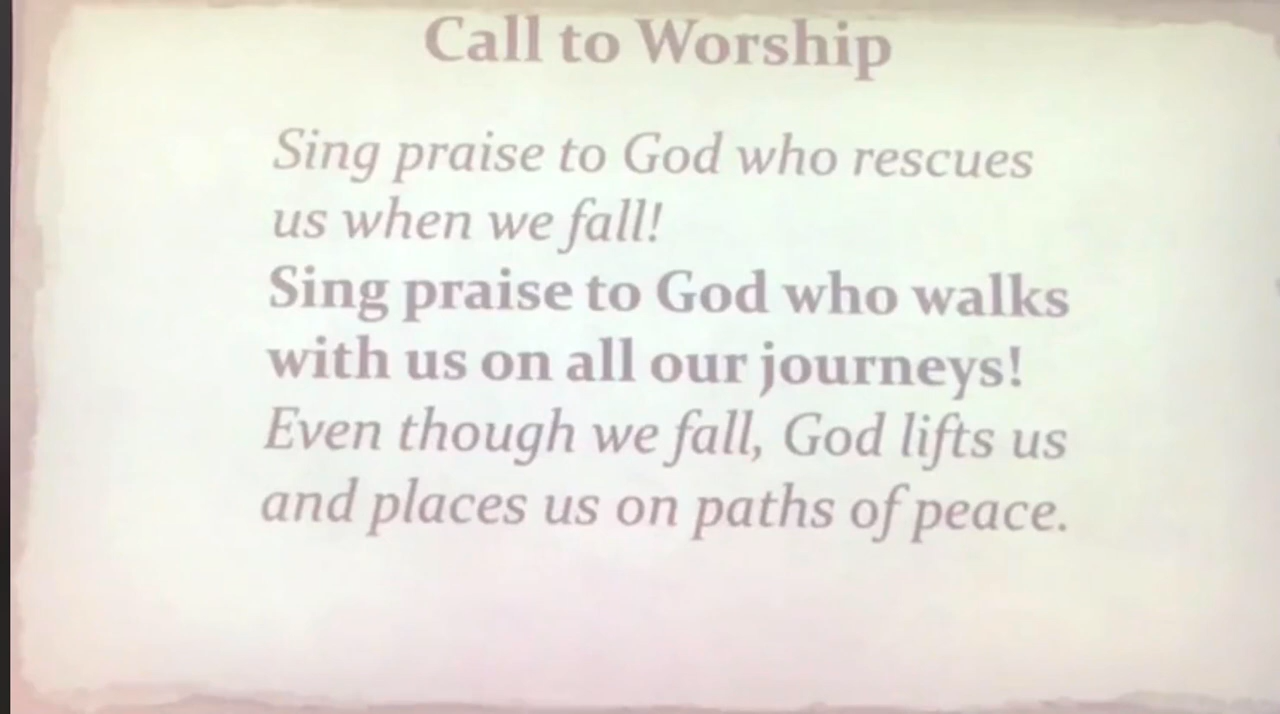 Call to Worship
Sing praise to God who rescues
us when we fall!
Sing praise to God who walks
with us on all our journeys!
Even though we fall, God lifts us
and places us on paths of peace.